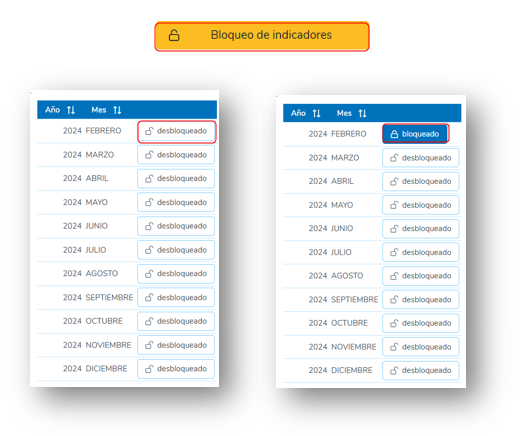 Bloqueo de indicadores
Año Mes
2024 FEBRERO desbloqueado
2024 MARZO desbloqueado
2024 ABRIL desbloqueado
2024 MAYO desbloqueado
2024 JUNIO desbloqueado
2024 JULIO desbloqueado
2024 AGOSTO desbloqueado
2024 SEPTIEMBRE desbloqueado
2024 OCTUBRE desbloqueado
2024 NOVIEMBRE desbloqueado
2024 DICIEMBRE desbloqueado
Año Mes
2024 FEBRERO bloqueado
2024 MARZO desbloqueado
2024 ABRIL desbloqueado
2024 MAYO desbloqueado
2024 JUNIO desbloqueado
2024 JULIO desbloqueado
2024 AGOSTO desbloqueado
2024 SEPTIEMBRE desbloqueado
2024 OCTUBRE desbloqueado
2024 NOVIEMBRE desbloqueado
2024 DICIEMBRE desbloqueado